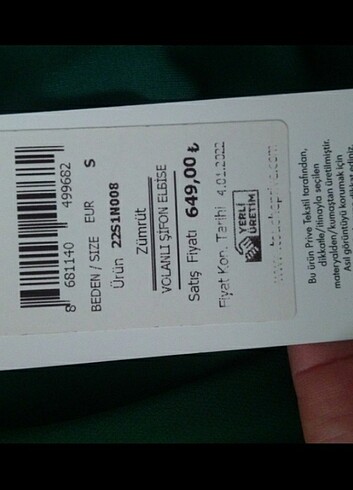 8 681140 499682
BEDEN / SIZE EUR S
Ürün 22S1N008
Zümrüt
VOLANLI ŞİFON ELBİSE
Satış Fiyatı 649,00 ₺
Fiyat Kon. Tarihi 4.01.2022
YERLİ
ÜRETİM
Bu ürün Prive Tekstil tarafından,
dikkatle/itinayla seçilen
materyalden/kumaştan üretilmiştir.
Asıl görüntüyü korumak için